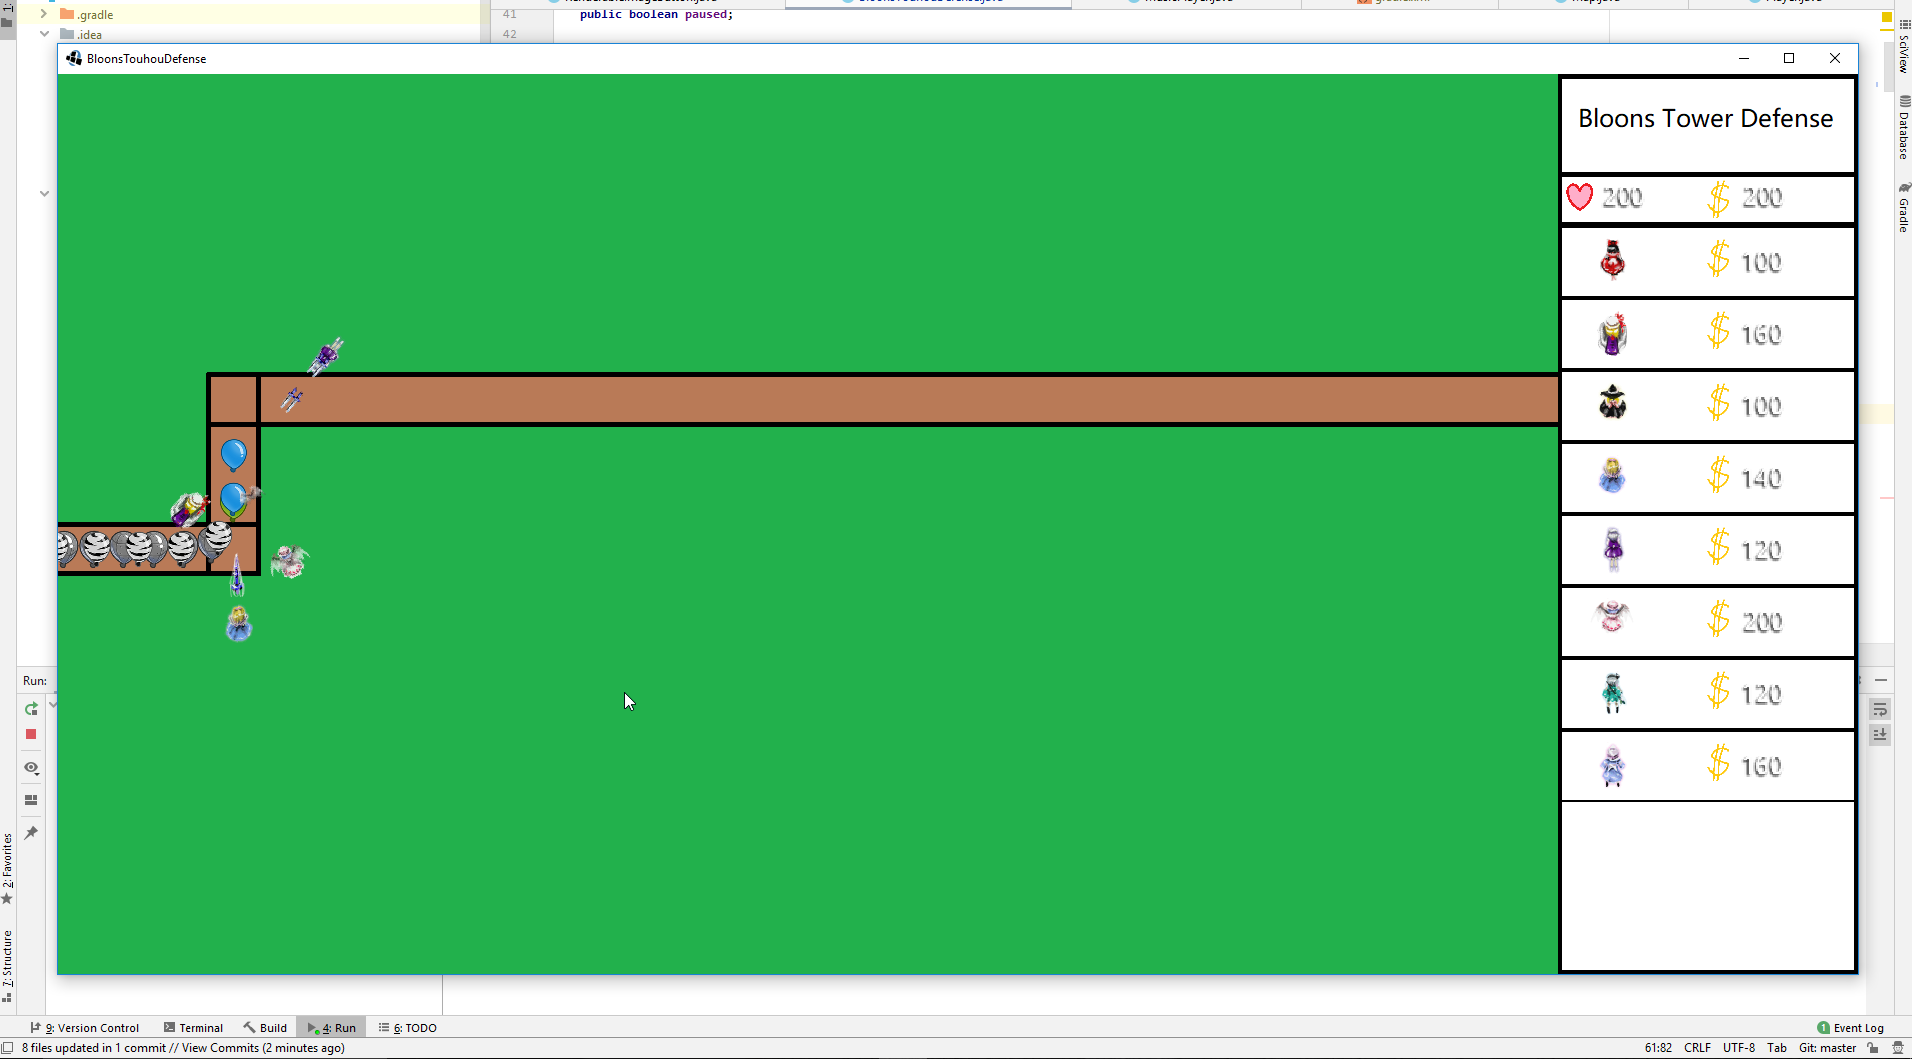 .gradle
.idea
41 public boolean paused;
42
BloonsTouhouDefense
Bloons Tower Defense
200 $ 200
$ 100
$ 160
$ 100
$ 140
$ 120
$ 200
$ 120
$ 160
SciView
Database
Gradle
Run:
2: Favorites
7: Structure
9: Version Control Terminal Build 4: Run 6: TODO
1 Event Log
8 files updated in 1 commit // View Commits (2 minutes ago)
61:82 CRLF UTF-8 Tab Git: master